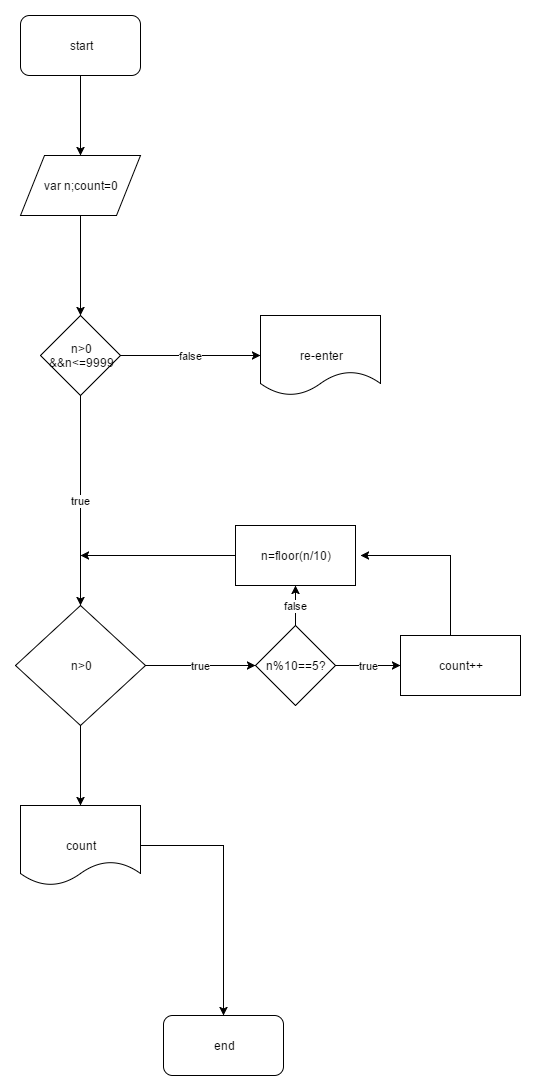 start
var n;count=0
n>0
&&n<=9999
false
re-enter
true
n=floor(n/10)
false
n>0
true
n%10==5?
true
count++
count
end